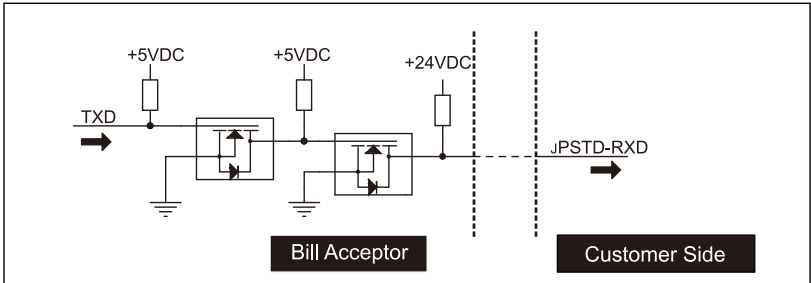 +5VDC
+5VDC
+24VDC
TXD
JPSTD-RXD
Bill Acceptor
Customer Side